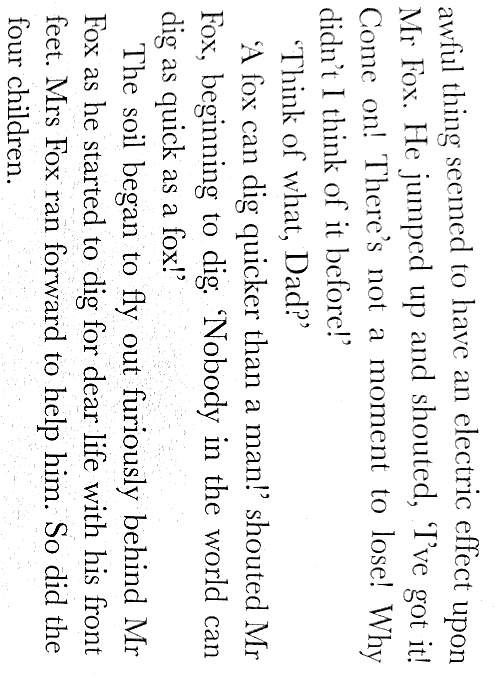 awful thing seemed to have an electric effect upon
Mr Fox. He jumped up and shouted, ‘I’ve got it!
Come on! There’s not a moment to lose! Why
didn’t I think of it before!’
‘Think of what, Dad?’
‘A fox can dig quicker than a man!’ shouted Mr
Fox, beginning to dig. ‘Nobody in the world can
dig as quick as a fox!’
The soil began to fly out furiously behind Mr
Fox as he started to dig for dear life with his front
feet. Mrs Fox ran forward to help him. So did the
four children.